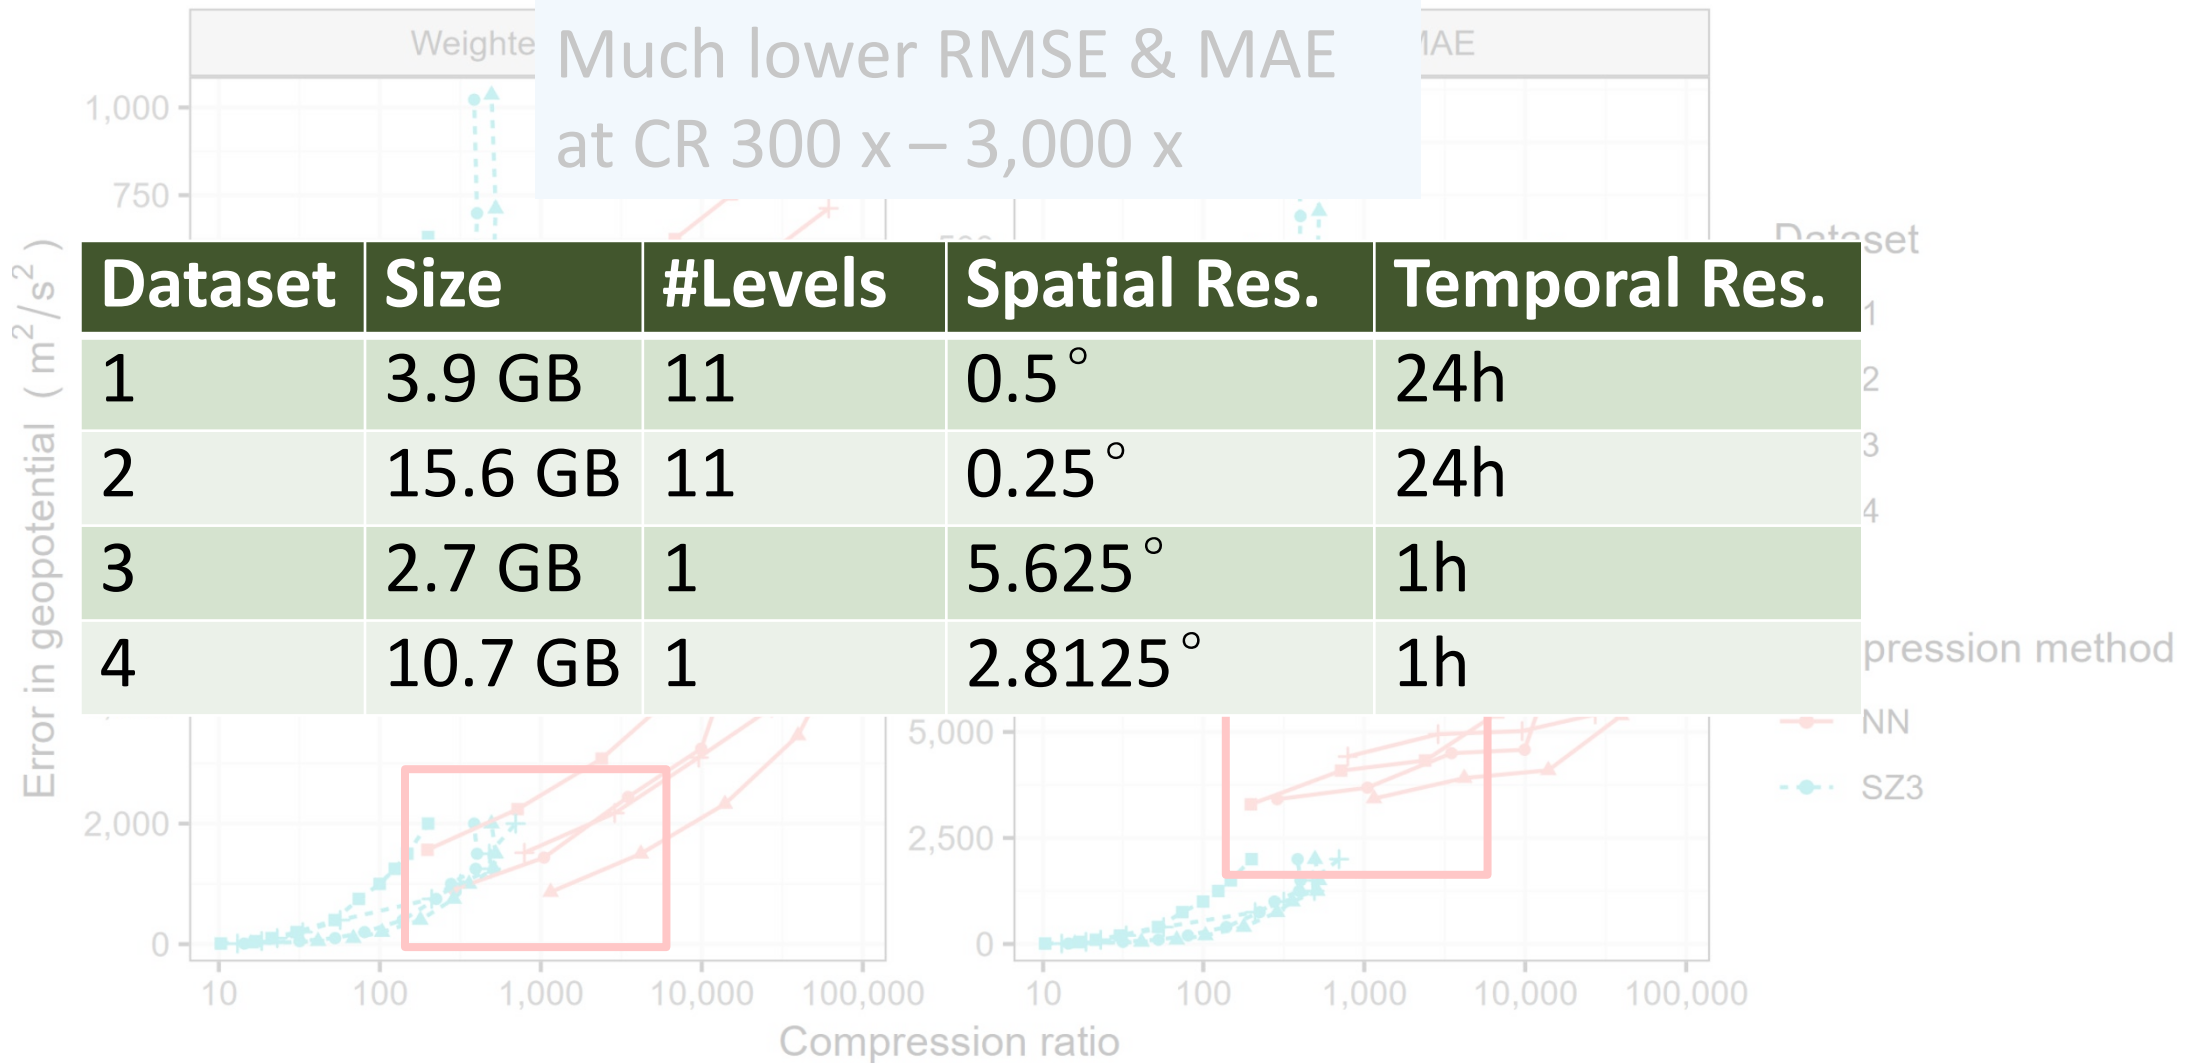 Weighte
Much lower RMSE & MAE
at CR 300 x – 3,000 x
MAE
1,000
750
Error in geopotential ( m²/s² )
Dataset
1
2
3
4
Dataset Size #Levels Spatial Res. Temporal Res.
1 3.9 GB 11 0.5° 24h
2 15.6 GB 11 0.25° 24h
3 2.7 GB 1 5.625° 1h
4 10.7 GB 1 2.8125° 1h
pression method
NN
SZ3
2,000
0
5,000
2,500
0
10 100 1,000 10,000 100,000
10 100 1,000 10,000 100,000
Compression ratio